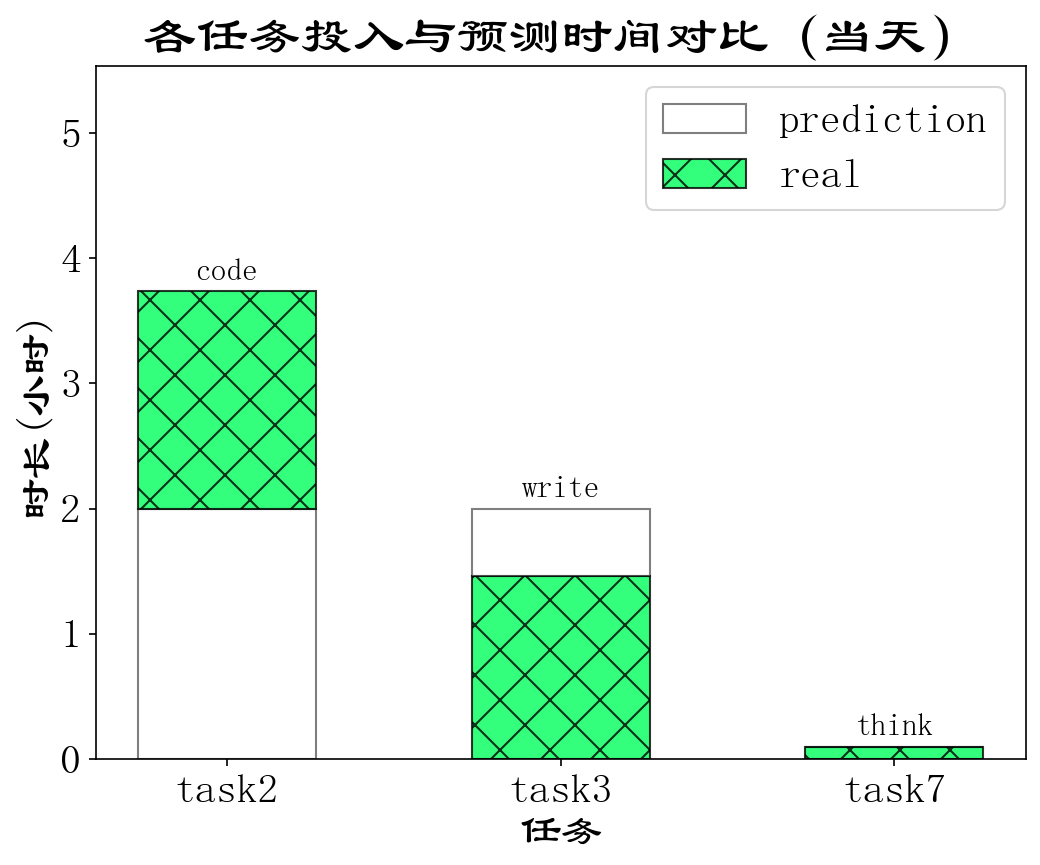 各任务投入与预测时间对比 (当天)
prediction
real
时长(小时)
5
4
3
2
1
0
code
write
think
task2
task3
task7
任务